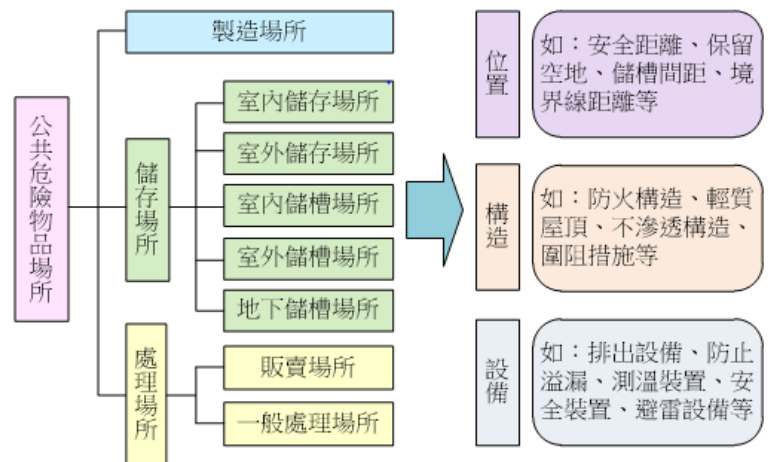 公共危險物品場所
製造場所
儲存場所
室內儲存場所
室外儲存場所
室內儲槽場所
室外儲槽場所
地下儲槽場所
處理場所
販賣場所
一般處理場所
位置
如：安全距離、保留
空地、儲槽間距、境
界線距離等
構造
如：防火構造、輕質
屋頂、不滲透構造、
圍阻措施等
設備
如：排出設備、防止
溢漏、測溫裝置、安
全裝置、避雷設備等